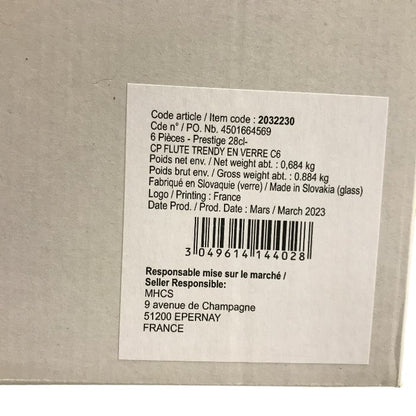 Code article / Item code : 2032230
Cde n° / PO. Nb. 4501664569
6 Pièces - Prestige 28cl-
CP FLUTE TRENDY EN VERRE C6
Poids net env. / Net weight abt. : 0,684 kg
Poids brut env. / Gross weight abt. : 0.884 kg
Fabriqué en Slovaquie (verre) / Made in Slovakia (glass)
Logo / Printing : France
Date Prod. / Prod. Date : Mars / March 2023
3 049614 144028
Responsable mise sur le marché /
Seller Responsible:
MHCS
9 avenue de Champagne
51200 EPERNAY
FRANCE